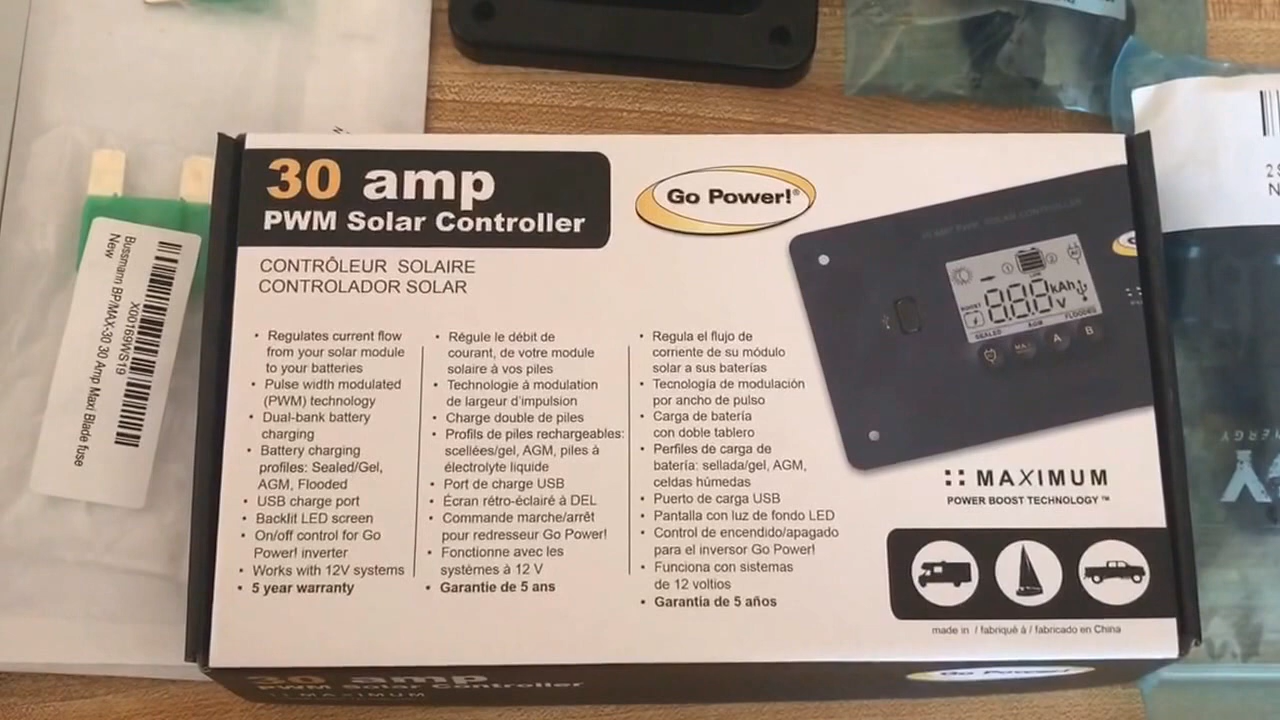 30 amp
PWM Solar Controller
Go Power!®
CONTRÔLEUR SOLAIRE
CONTROLADOR SOLAR
• Regulates current flow
from your solar module
to your batteries
• Pulse width modulated
(PWM) technology
• Dual-bank battery
charging
• Battery charging
profiles: Sealed/Gel,
AGM, Flooded
• USB charge port
• Backlit LED screen
• On/off control for Go
Power! inverter
• Works with 12V systems
• 5 year warranty
• Régule le débit de
courant, de votre module
solaire à vos piles
• Technologie à modulation
de largeur d'impulsion
• Charge double de piles
• Profils de piles rechargeables:
scellées/gel, AGM, piles à
électrolyte liquide
• Port de charge USB
• Écran rétro-éclairé à DEL
• Commande marche/arrêt
pour redresseur Go Power!
• Fonctionne avec les
systèmes à 12 V
• Garantie de 5 ans
• Regula el flujo de
corriente de su módulo
solar a sus baterías
• Tecnología de modulación
por ancho de pulso
• Carga de batería
con doble tablero
• Perfiles de carga de
batería: sellada/gel, AGM,
celdas húmedas
• Puerto de carga USB
• Pantalla con luz de fondo LED
• Control de encendido/apagado
para el inversor Go Power!
• Funciona con sistemas
de 12 voltios
• Garantía de 5 años
1 2
BOOST 888 kAh
V
SEALED AGM FLOODED
A B
MAXIMUM
POWER BOOST TECHNOLOGY ™
made in / fabriqué à / fabricado en China
30 amp
PWM Solar Controller
MAXIMUM
Go Power!
X00169WS19
Bussmann BP/MAX-30 30 Amp Maxi Blade fuse
New